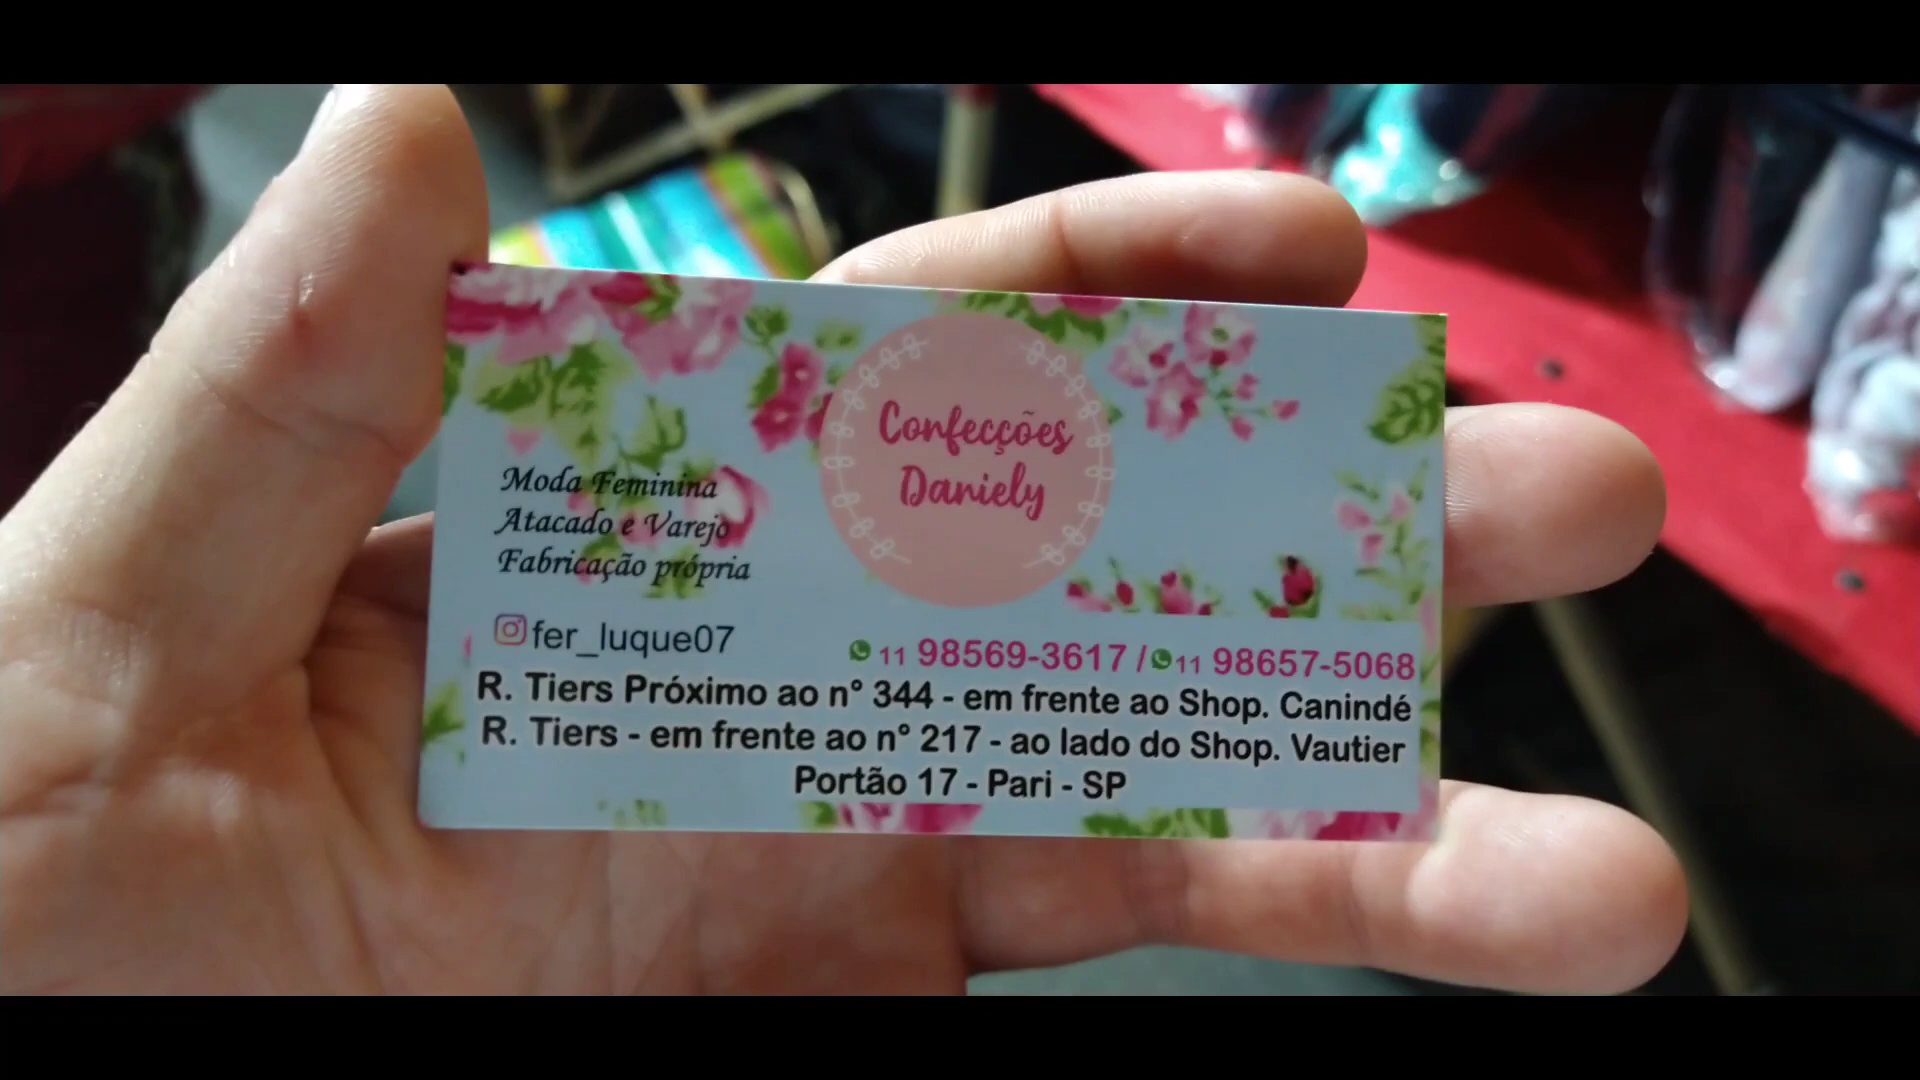 Confecções
Daniely
Moda Feminina
Atacado e Varejo
Fabricação própria
fer_luque07
11 98569-3617 / 11 98657-5068
R. Tiers Próximo ao n° 344 - em frente ao Shop. Canindé
R. Tiers - em frente ao n° 217 - ao lado do Shop. Vautier
Portão 17 - Pari - SP